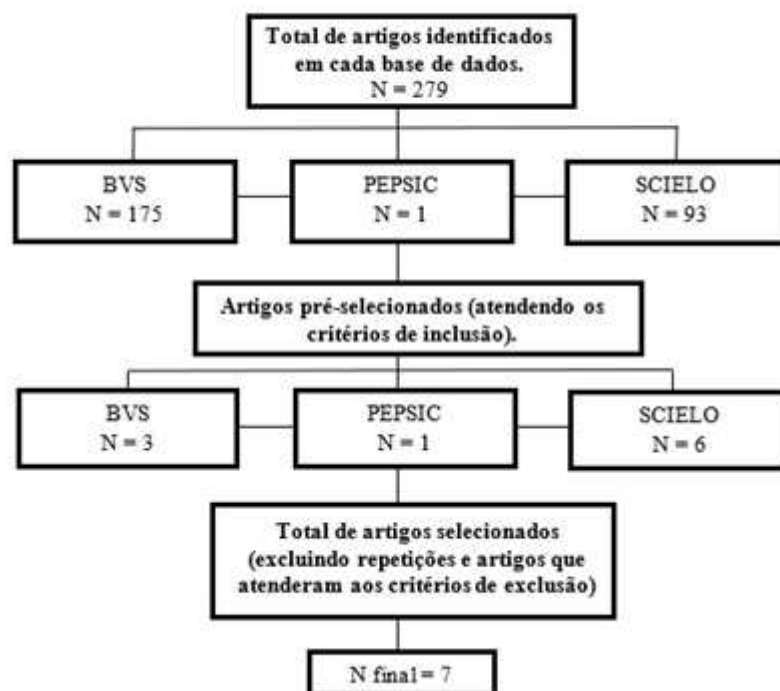 Total de artigos identificados
em cada base de dados.
N = 279
BVS
N = 175
PEPSIC
N = 1
SCIELO
N = 93
Artigos pré-selecionados (atendendo os
critérios de inclusão).
BVS
N = 3
PEPSIC
N = 1
SCIELO
N = 6
Total de artigos selecionados
(excluindo repetições e artigos que
atenderam aos critérios de exclusão)
N final = 7